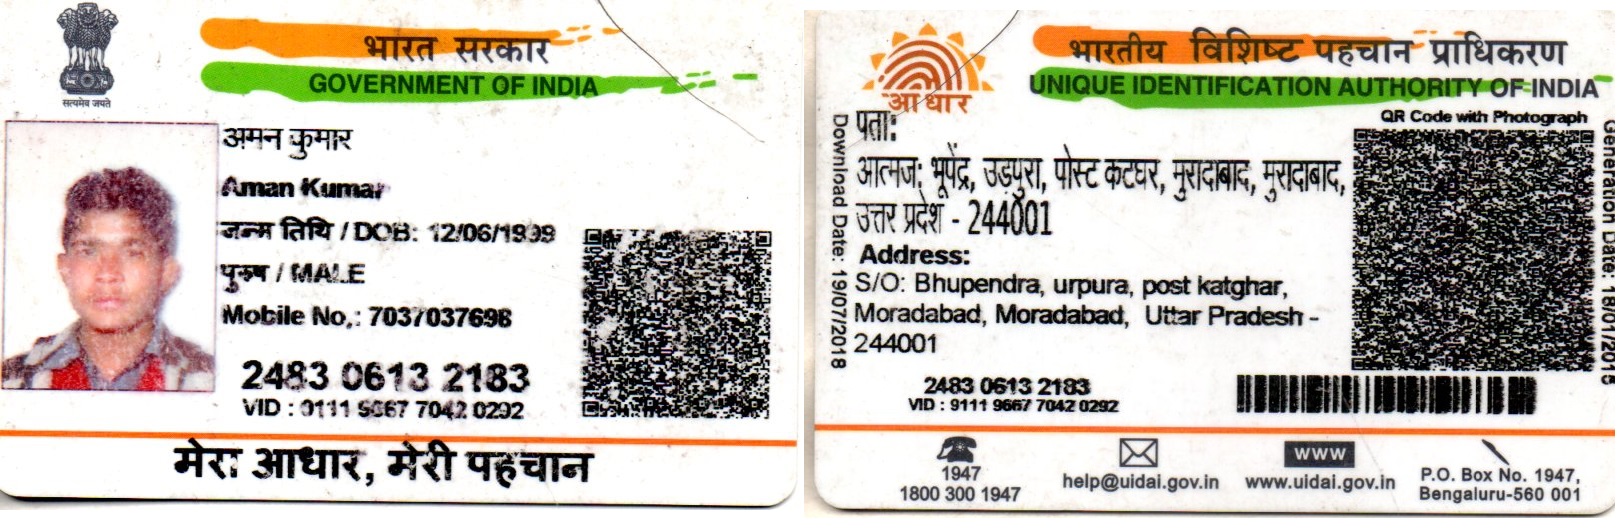 सत्यमेव जयते
भारत सरकार
GOVERNMENT OF INDIA
अमन कुमार
Aman Kumar
जन्म तिथि / DOB: 12/06/1999
पुरुष / MALE
Mobile No.: 7037037698
2483 0613 2183
VID : 9111 9667 7042 0292
मेरा आधार, मेरी पहचान
आधार
भारतीय विशिष्ट पहचान प्राधिकरण
UNIQUE IDENTIFICATION AUTHORITY OF INDIA
QR Code with Photograph
Download Date: 19/07/2018
पता:
आत्मज: भूपेंद्र, उड़पुरा, पोस्ट कटघर, मुरादाबाद, मुरादाबाद,
उत्तर प्रदेश - 244001
Address:
S/O: Bhupendra, urpura, post katghar,
Moradabad, Moradabad, Uttar Pradesh -
244001
Generation Date:
2483 0613 2183
VID : 9111 9667 7042 0292
1947
1800 300 1947
help@uidai.gov.in
www
www.uidai.gov.in
P.O. Box No. 1947,
Bengaluru-560 001